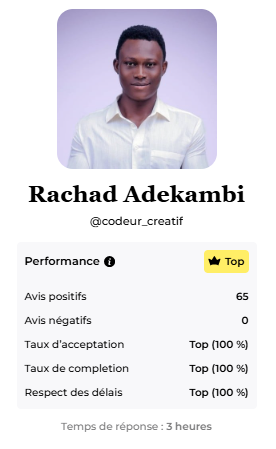 Rachad Adekambi
@codeur_creatif
Performance Top
Avis positifs 65
Avis négatifs 0
Taux d'acceptation Top (100 %)
Taux de completion Top (100 %)
Respect des délais Top (100 %)
Temps de réponse : 3 heures